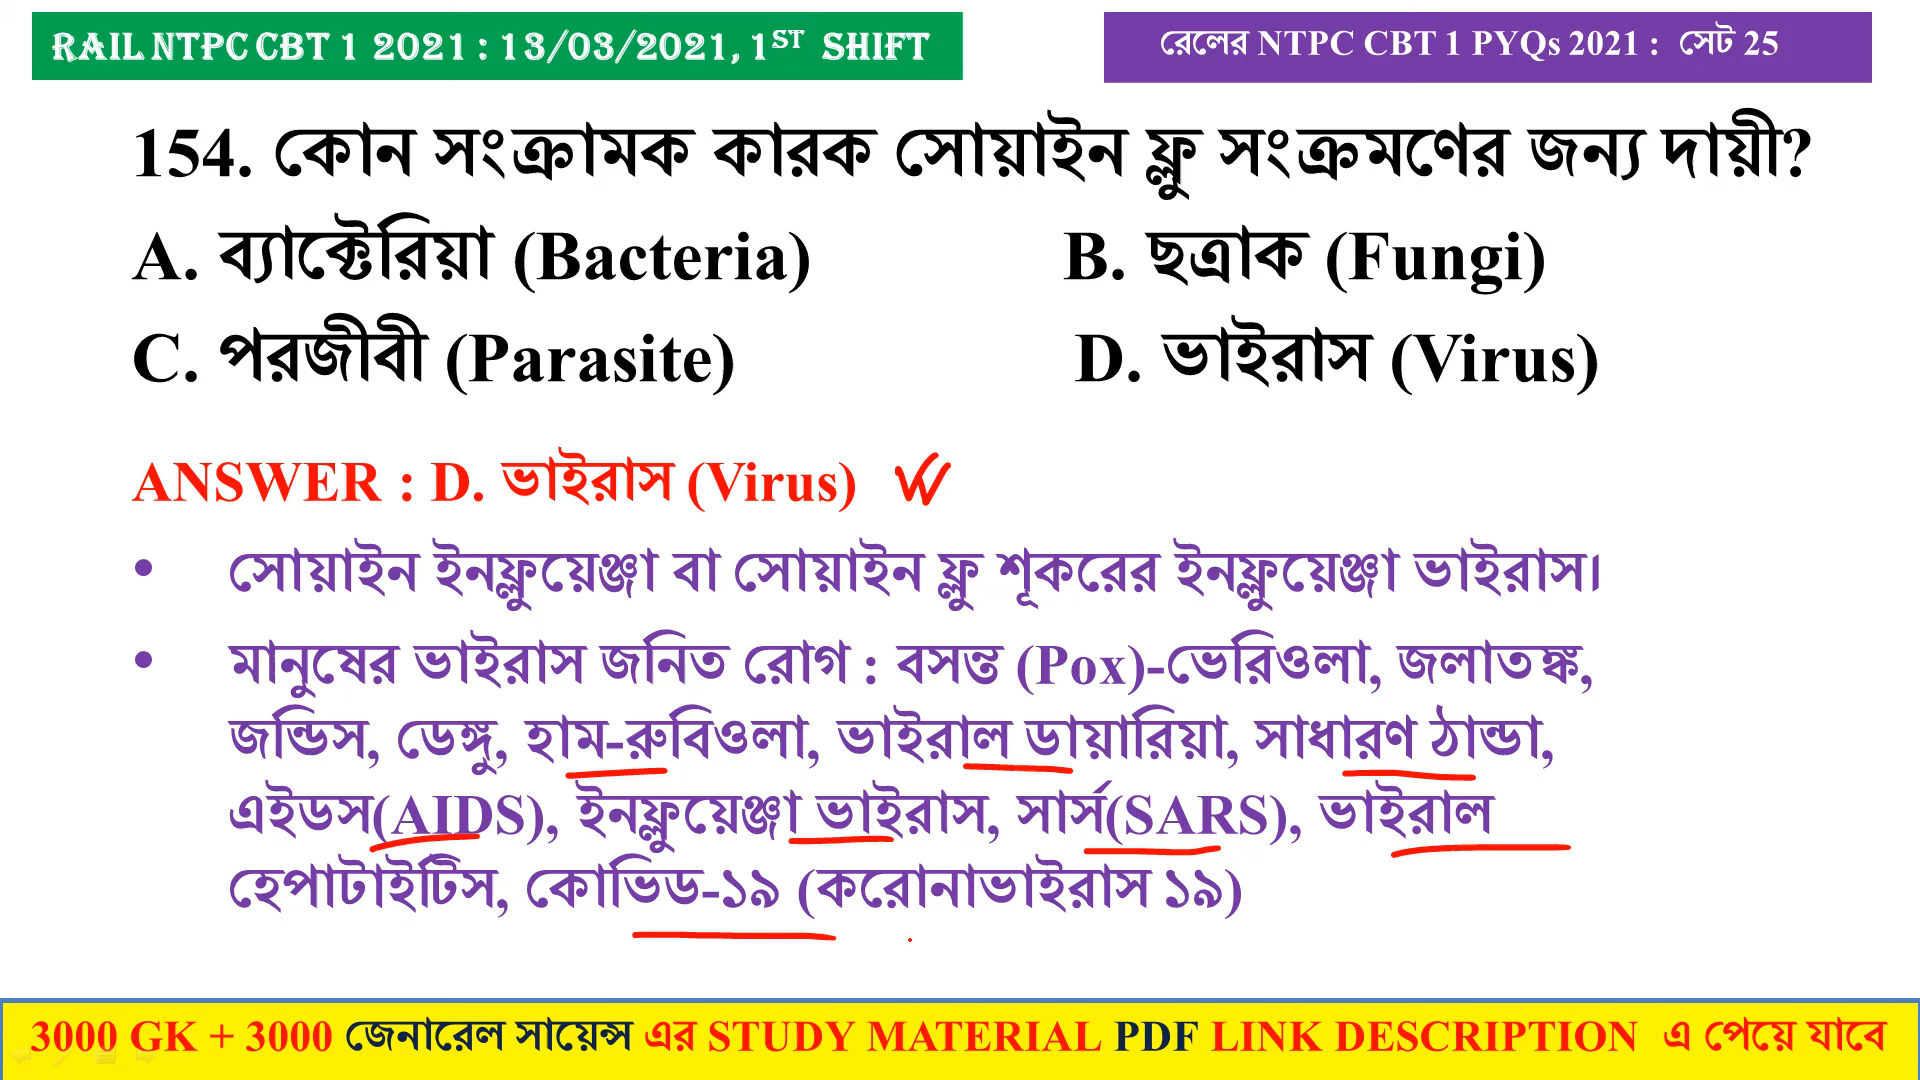 RAIL NTPC CBT 1 2021 : 13/03/2021, 1ST SHIFT
রেলের NTPC CBT 1 PYQs 2021 : সেট 25
154. কোন সংক্রামক কারক সোয়াইন ফ্লু সংক্রমণের জন্য দায়ী?
A. ব্যাক্টেরিয়া (Bacteria) B. ছত্রাক (Fungi)
C. পরজীবী (Parasite) D. ভাইরাস (Virus)
ANSWER : D. ভাইরাস (Virus)
• সোয়াইন ইনফ্লুয়েঞ্জা বা সোয়াইন ফ্লু শূকরের ইনফ্লুয়েঞ্জা ভাইরাস।
• মানুষের ভাইরাস জনিত রোগ : বসন্ত (Pox)-ভেরিওলা, জলাতঙ্ক,
জন্ডিস, ডেঙ্গু, হাম-রুবিওলা, ভাইরাল ডায়ারিয়া, সাধারণ ঠান্ডা,
এইডস(AIDS), ইনফ্লুয়েঞ্জা ভাইরাস, সার্স(SARS), ভাইরাল
হেপাটাইটিস, কোভিড-১৯ (করোনাভাইরাস ১৯)
3000 GK + 3000 জেনারেল সায়েন্স এর STUDY MATERIAL PDF LINK DESCRIPTION এ পেয়ে যাবে